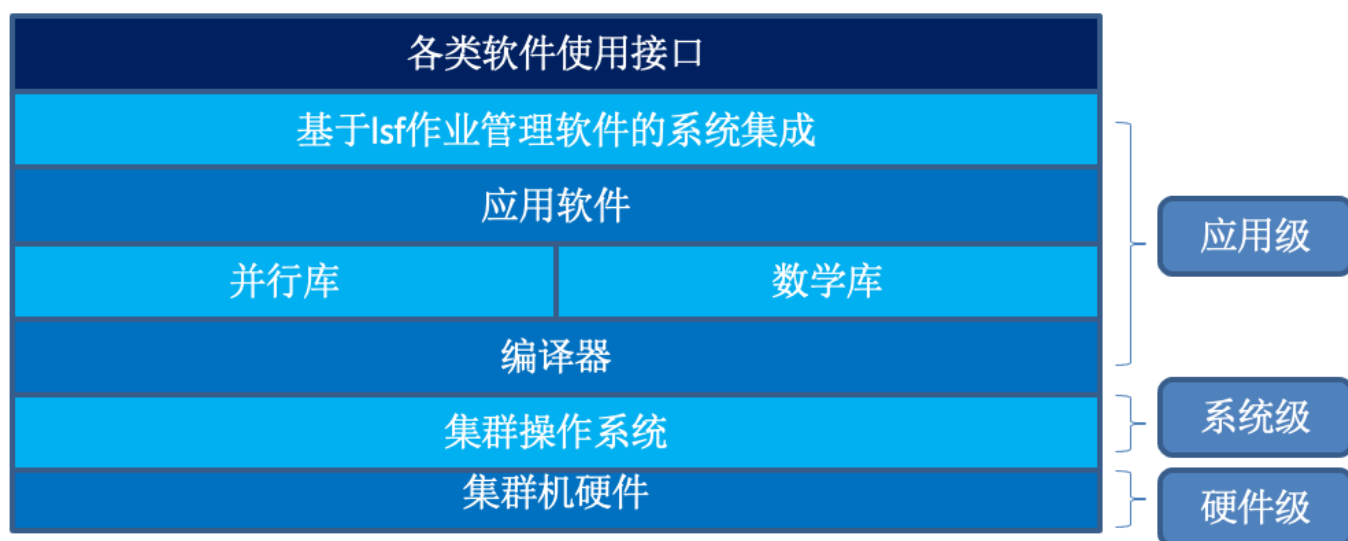 各类软件使用接口
基于lsf作业管理软件的系统集成
应用软件
并行库
数学库
编译器
集群操作系统
集群机硬件
应用级
系统级
硬件级